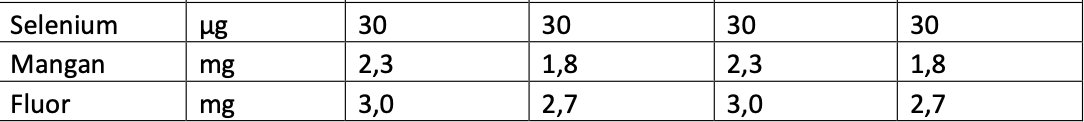 Selenium µg 30 30 30 30
Mangan mg 2,3 1,8 2,3 1,8
Fluor mg 3,0 2,7 3,0 2,7